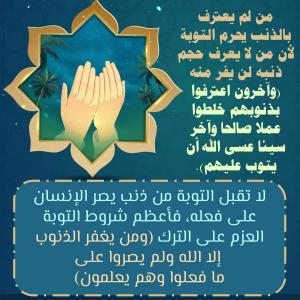 من لم يعترف
بالذنب يحرم التوبة
لأن من لا يعرف حجم
ذنبه لن يفر منه
(وآخرون اعترفوا
بذنوبهم خلطوا
عملا صالحا وآخر
سيئا عسى الله أن
يتوب عليهم).
لا تقبل التوبة من ذنب يصر الإنسان
على فعله، فأعظم شروط التوبة
العزم على الترك (ومن يغفر الذنوب
إلا الله ولم يصروا على
ما فعلوا وهم يعلمون)